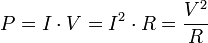 P = I · V = I² · R = V²/R